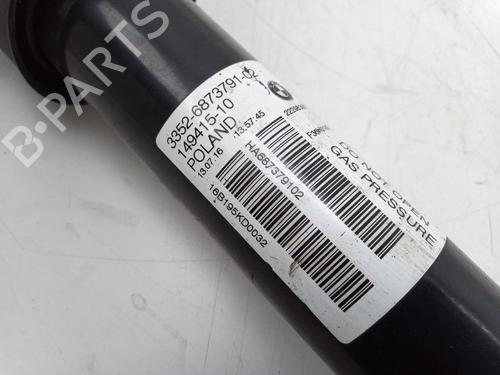 B-PARTS
3352-6873791-02
149415-10
POLAND
13.07.16
13:57:45
HA687379102
16B195KD0032
DO NOT OPEN
GAS PRESSURE